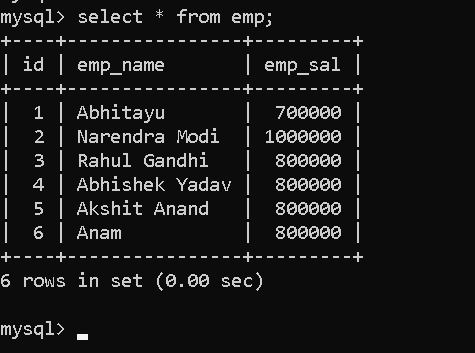 mysql> select * from emp;
+----+----------------+---------+
| id | emp_name       | emp_sal |
+----+----------------+---------+
|  1 | Abhitayu       |  700000 |
|  2 | Narendra Modi  | 1000000 |
|  3 | Rahul Gandhi   |  800000 |
|  4 | Abhishek Yadav |  800000 |
|  5 | Akshit Anand   |  800000 |
|  6 | Anam           |  800000 |
+----+----------------+---------+
6 rows in set (0.00 sec)
mysql>